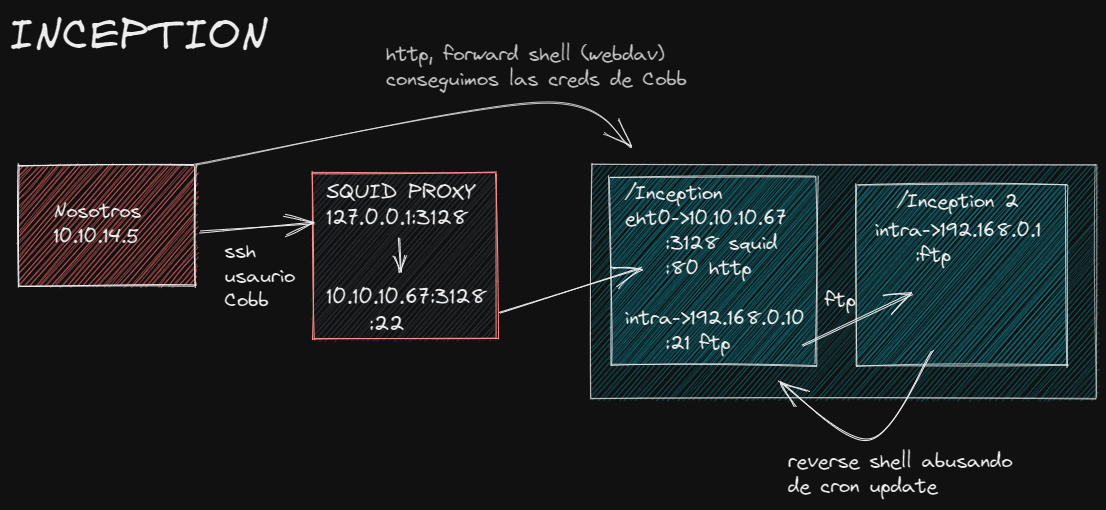 INCEPTION
http, forward shell (webdav)
conseguimos las creds de Cobb
Nosotros
10.10.14.5
ssh
usaurio
Cobb
SQUID PROXY
127.0.0.1:3128
10.10.10.67:3128
:22
/Inception
eht0->10.10.10.67
:3128 squid
:80 http
intra->192.168.0.10
:21 ftp
ftp
/Inception 2
intra->192.168.0.1
:ftp
reverse shell abusando
de cron update